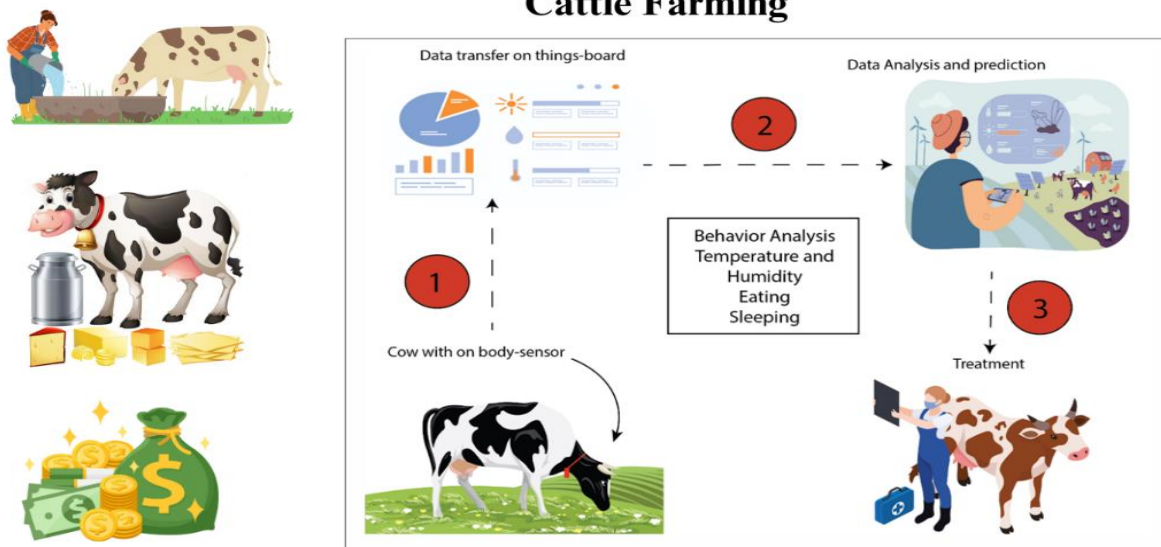 Cattle Farming
Data transfer on things-board
Data Analysis and prediction
2
1
Behavior Analysis
Temperature and
Humidity
Eating
Sleeping
3
Cow with on body-sensor
Treatment
$
$
$
$
$
$
$